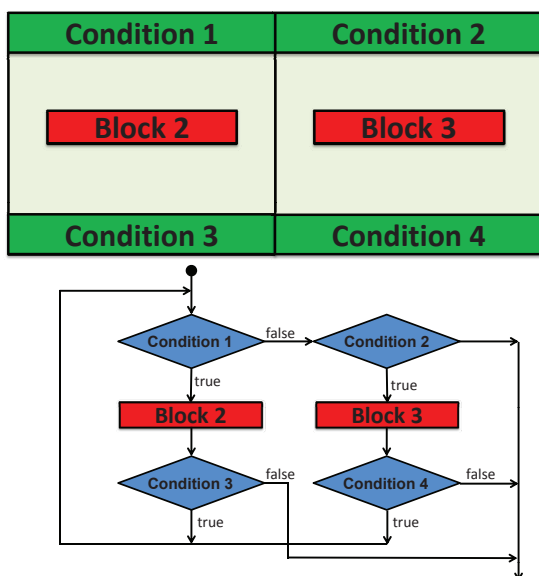 Condition 1 Condition 2
Block 2 Block 3
Condition 3 Condition 4
false
Condition 1 Condition 2
true true
Block 2 Block 3
false false
Condition 3 Condition 4
true true